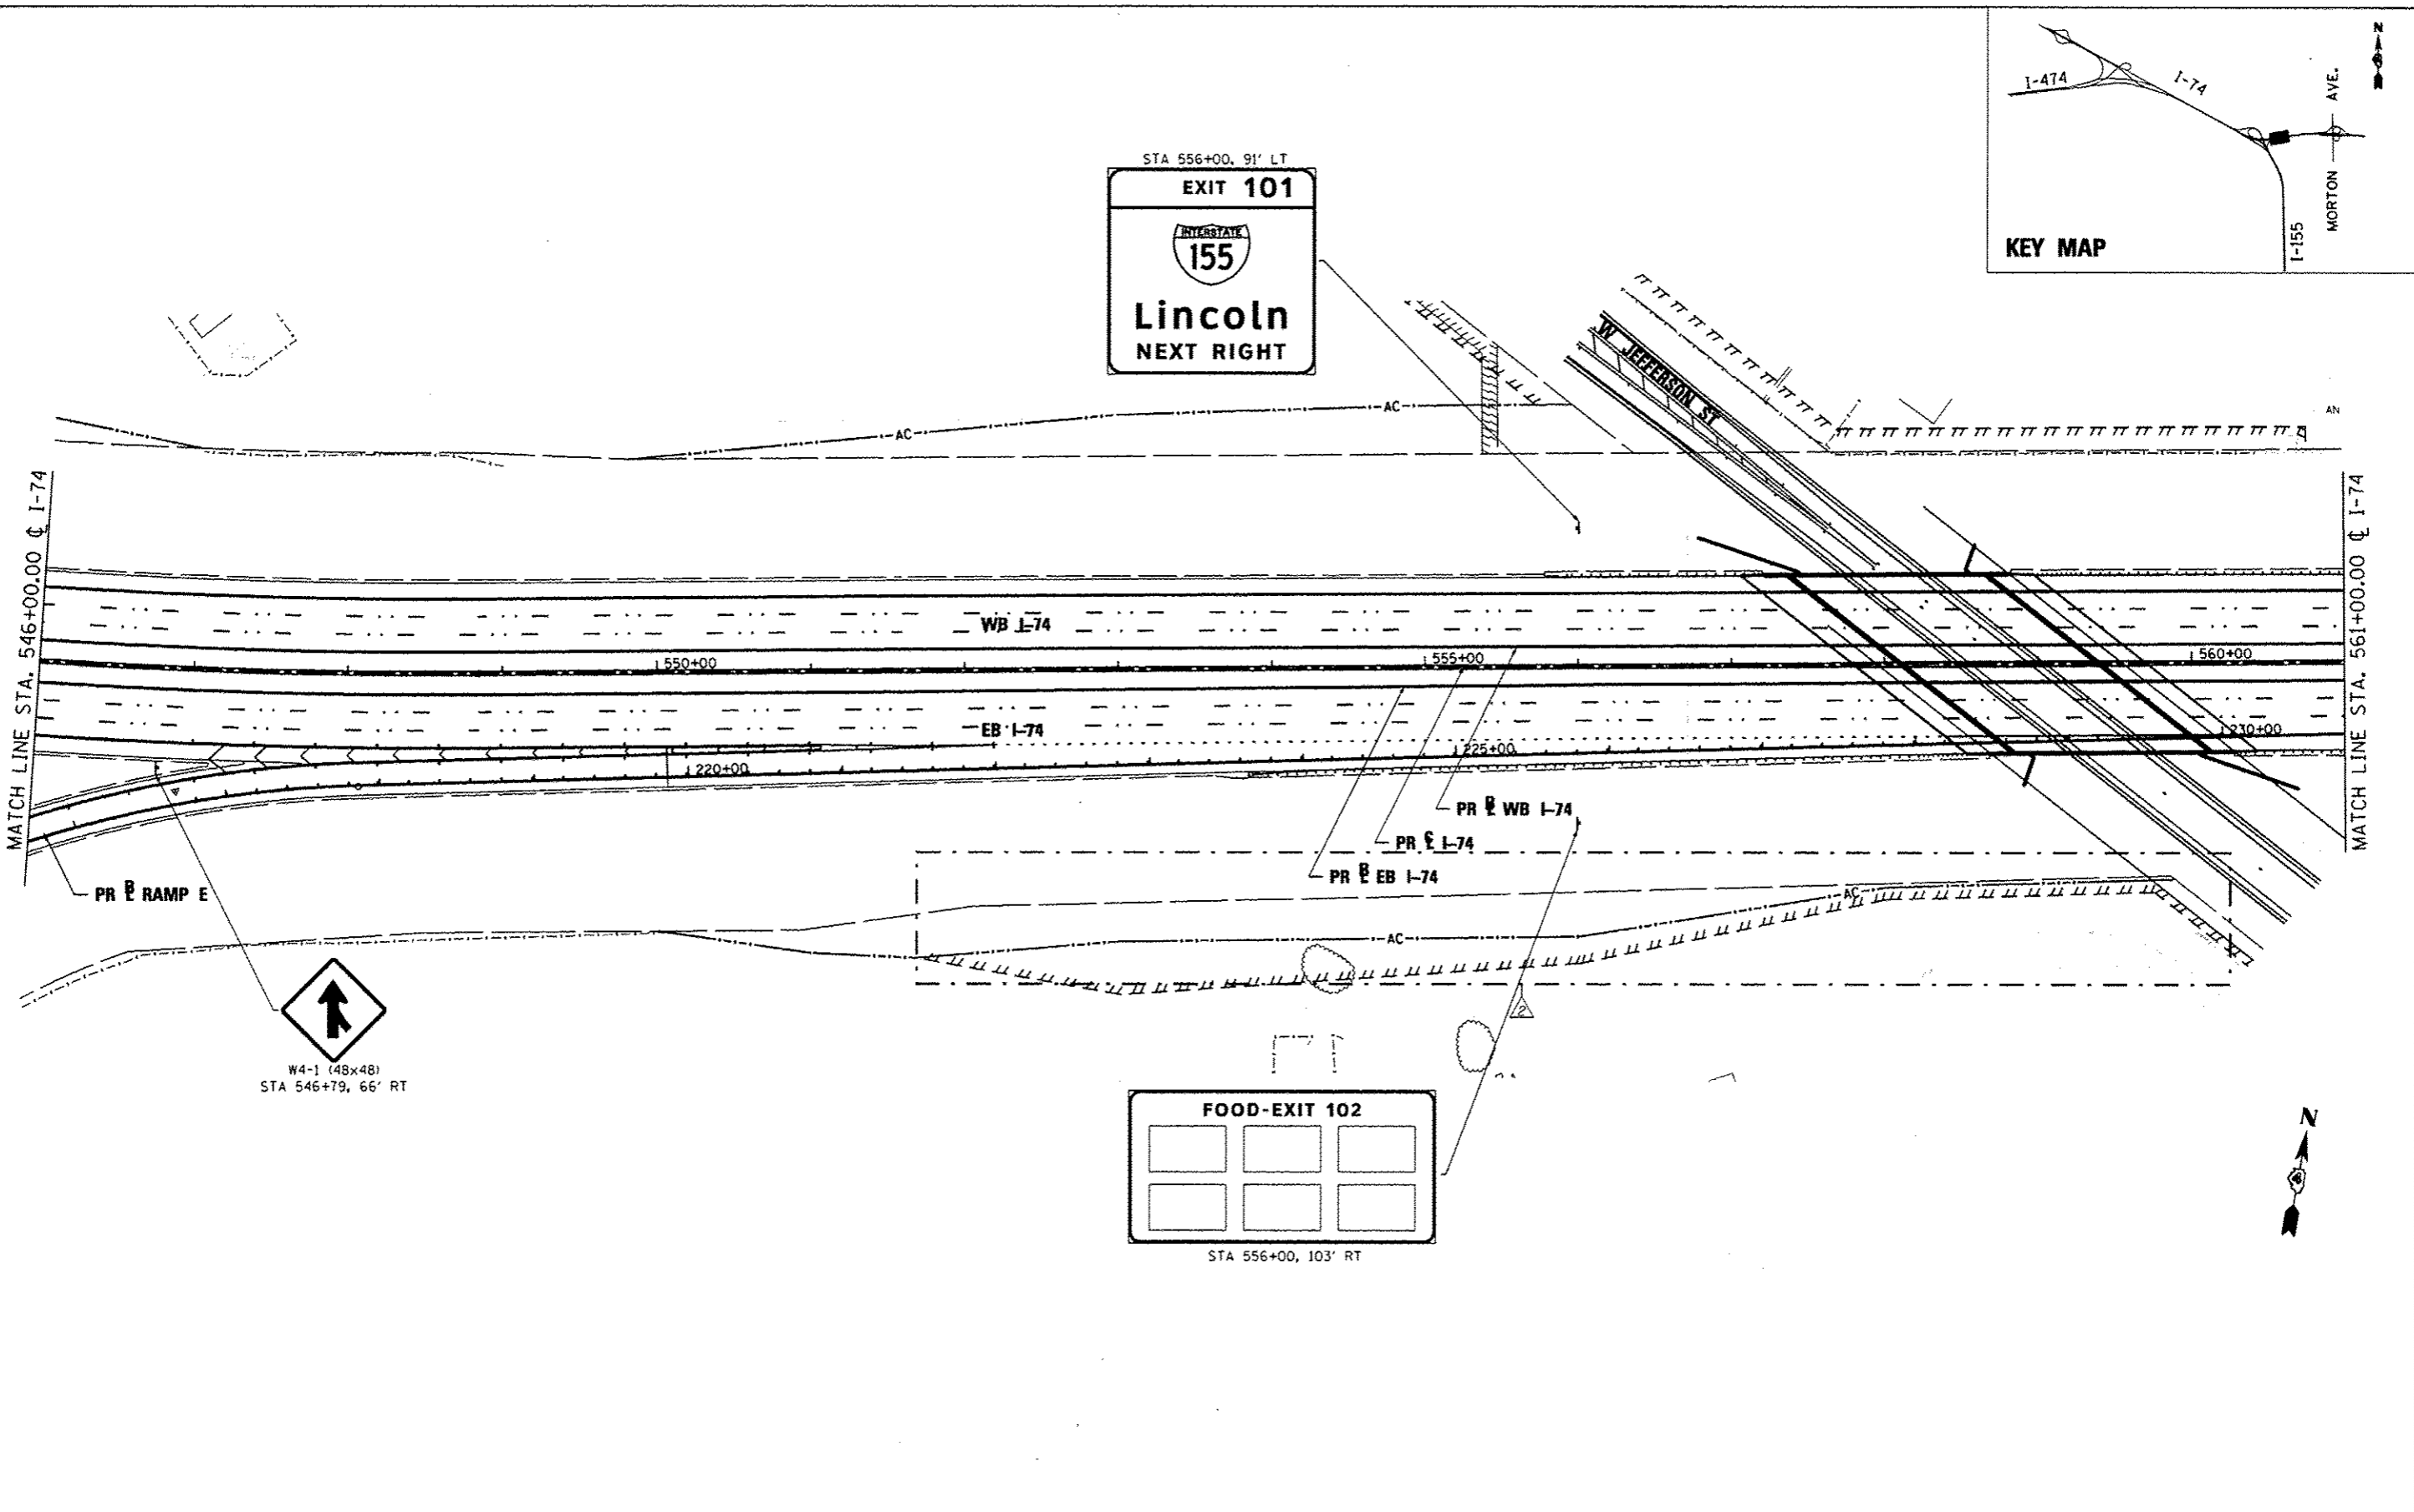 I-474
I-74
MORTON AVE.
I-155
N
KEY MAP
STA 556+00, 91' LT
EXIT 101
INTERSTATE
155
Lincoln
NEXT RIGHT
W JEFFERSON ST
AC
AC
AN
MATCH LINE STA. 546+00.00 ℄ I-74
MATCH LINE STA. 561+00.00 ℄ I-74
WB I-74
550+00
555+00
560+00
EB I-74
220+00
225+00
230+00
PR BL WB I-74
PR ℄ I-74
PR BL EB I-74
PR BL RAMP E
AC
AC
2
W4-1 (48x48)
STA 546+79, 66' RT
FOOD-EXIT 102
STA 556+00, 103' RT
N